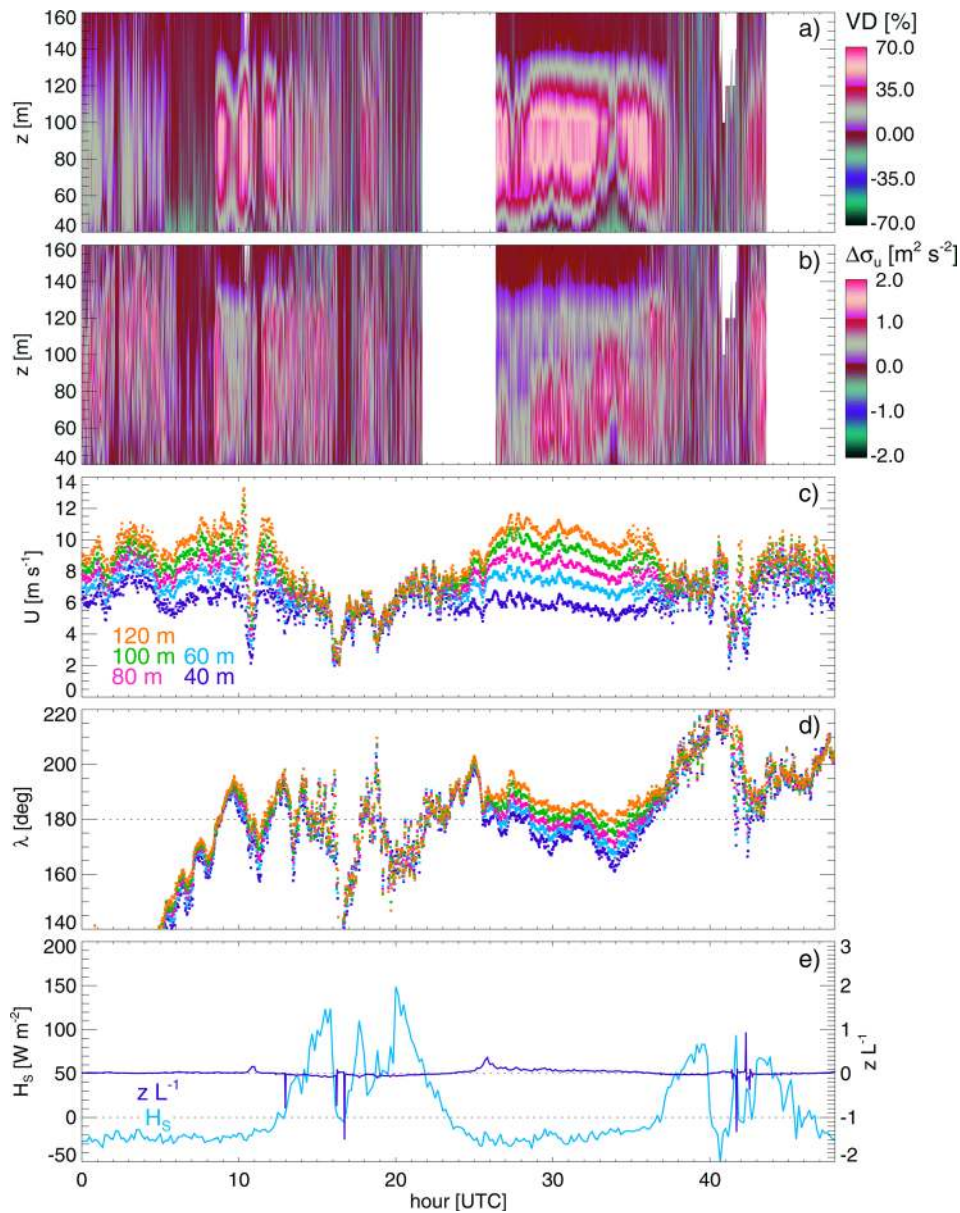 160
140
120
100
80
60
40
z [m]
a)
VD [%]
70.0
35.0
0.00
-35.0
-70.0
160
140
120
100
80
60
40
z [m]
b)
Δσu [m² s⁻²]
2.0
1.0
0.0
-1.0
-2.0
14
12
10
8
6
4
2
0
U [m s⁻¹]
c)
120 m
100 m 60 m
80 m 40 m
220
200
180
160
140
λ [deg]
d)
200
150
100
50
0
-50
HS [W m⁻²]
e)
z L⁻¹
HS
3
2
1
0
-1
-2
z L⁻¹
0 10 20 30 40
hour [UTC]